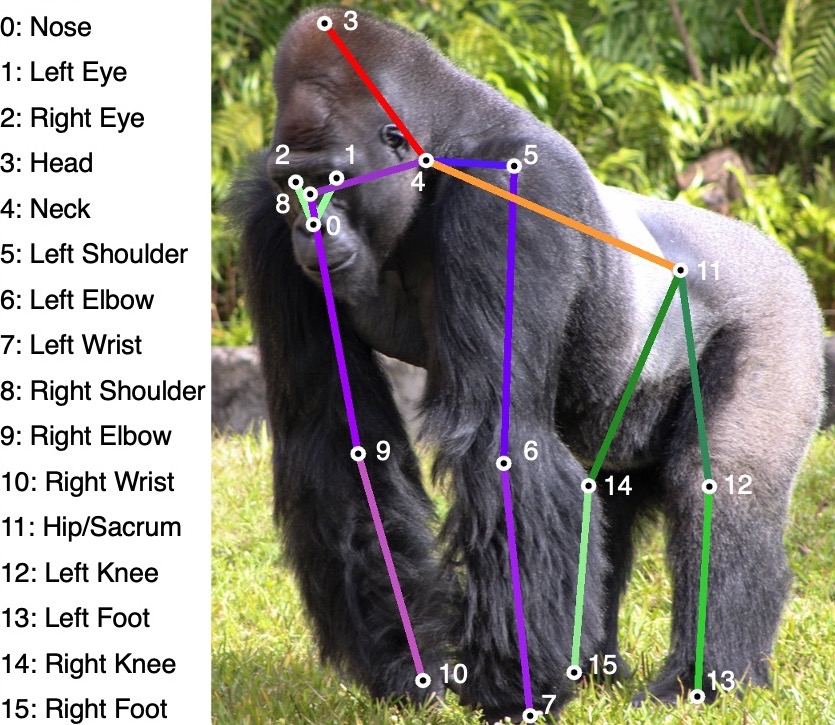 0: Nose
1: Left Eye
2: Right Eye
3: Head
4: Neck
5: Left Shoulder
6: Left Elbow
7: Left Wrist
8: Right Shoulder
9: Right Elbow
10: Right Wrist
11: Hip/Sacrum
12: Left Knee
13: Left Foot
14: Right Knee
15: Right Foot
3
2
1
5
4
8
0
11
9
6
14
12
10
15
13
7